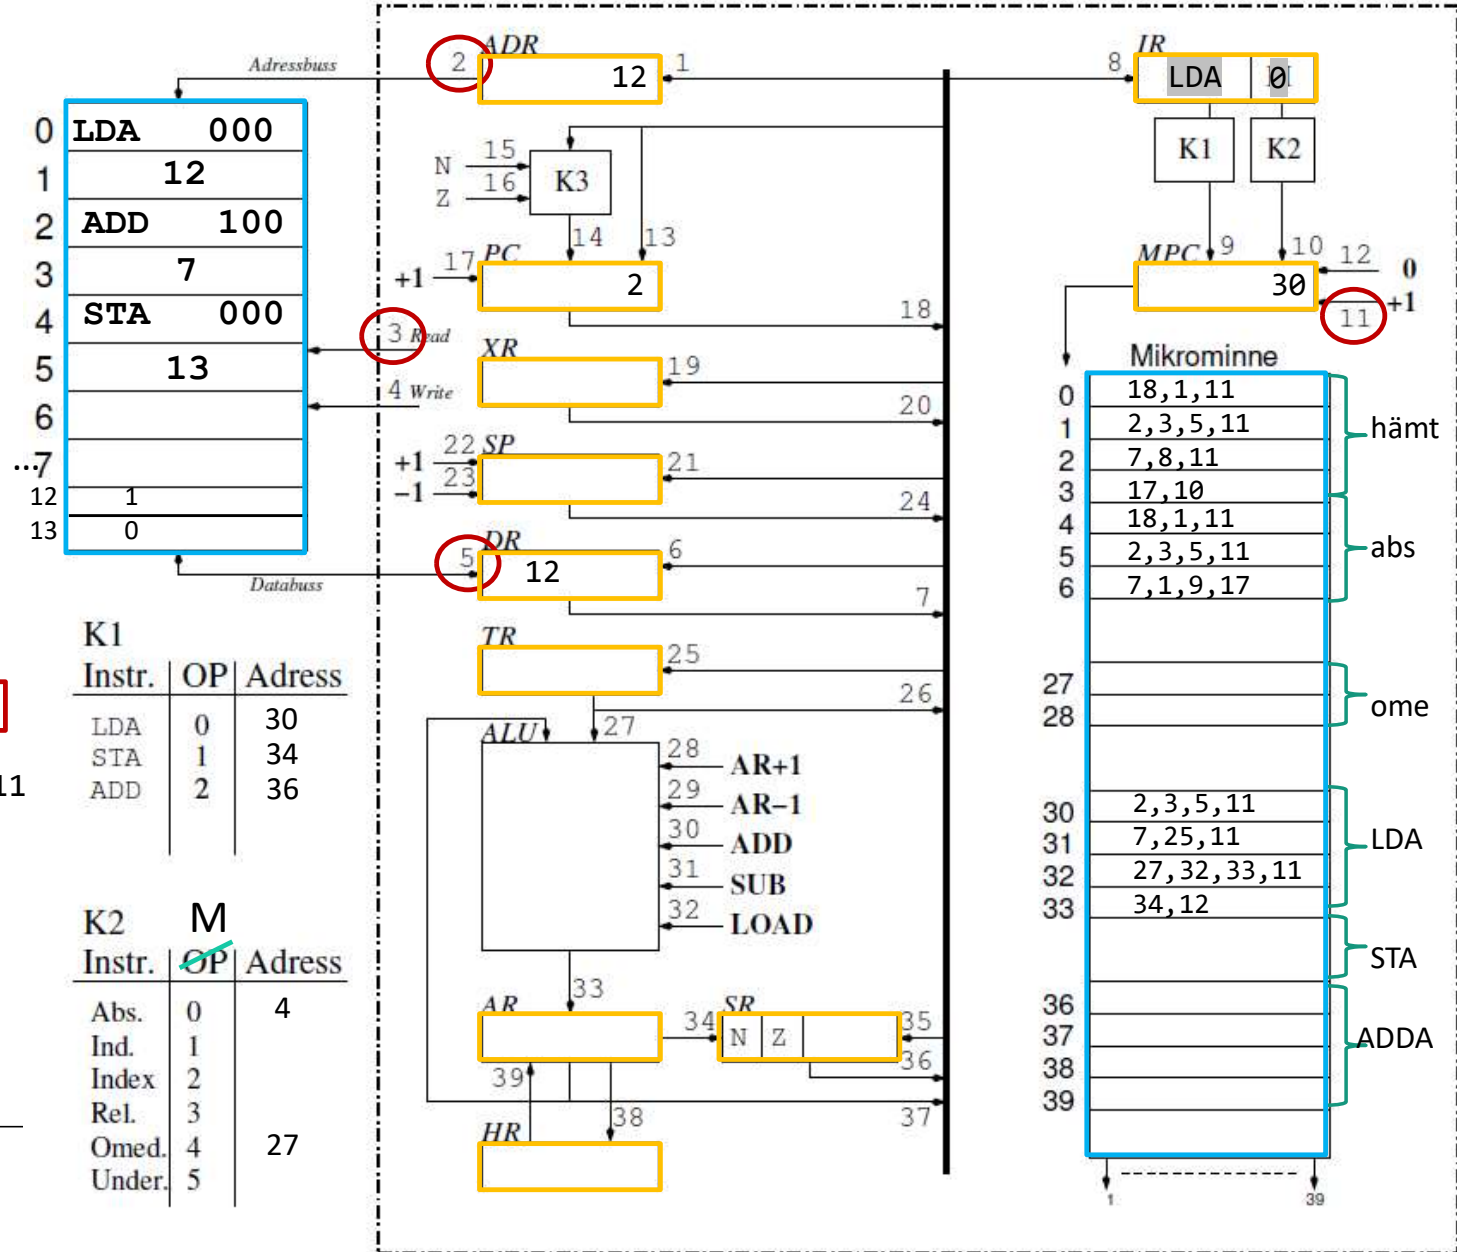 ADR
2
12
1
Adressbuss
IR
8
LDA 0
K1
K2
0 LDA 000
1 12
2 ADD 100
3 7
4 STA 000
5 13
6
...7
12 1
13 0
N 15
Z 16
K3
14
13
+1 17 PC
2
18
3 Read
4 Write
XR
19
20
+1 22 SP
-1 23
21
24
DR
5
12
6
7
Databuss
TR
25
26
27
ALU
28 AR+1
29 AR−1
30 ADD
31 SUB
32 LOAD
33
AR
34
SR
N Z
35
36
37
39
38
HR
9
10
MPC
12 0
30
11 +1
Mikrominne
0 18,1,11
1 2,3,5,11
2 7,8,11
3 17,10
hämt
4 18,1,11
5 2,3,5,11
6 7,1,9,17
abs
27
28
ome
30 2,3,5,11
31 7,25,11
32 27,32,33,11
33 34,12
LDA
STA
36
37
38
39
ADDA
1
39
K1
Instr. OP Adress
LDA 0 30
STA 1 34
ADD 2 36
11
K2 M
Instr. OP Adress
Abs. 0 4
Ind. 1
Index 2
Rel. 3
Omed. 4 27
Under. 5